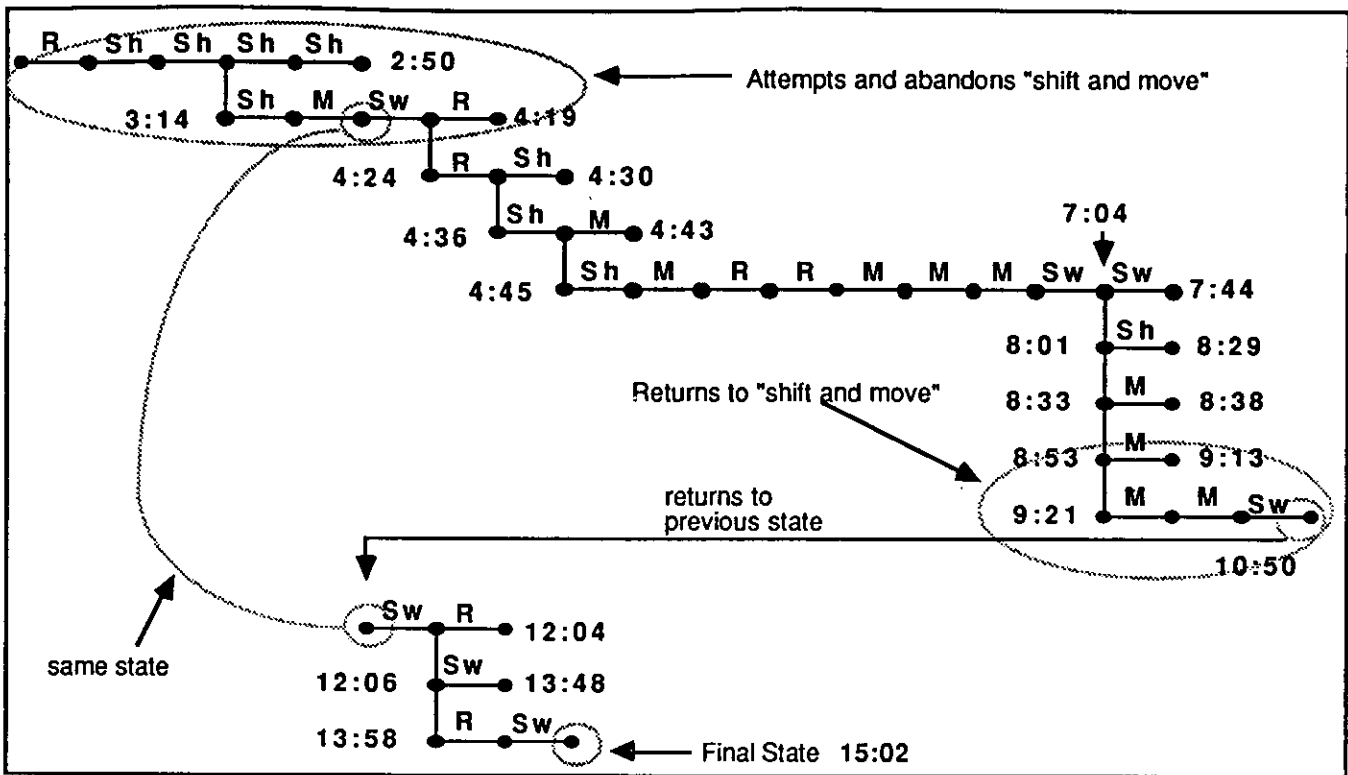 R Sh Sh Sh Sh
2:50
Attempts and abandons "shift and move"
3:14 Sh M Sw R 4:19
4:24 R Sh 4:30
7:04
4:36 Sh M 4:43
4:45 Sh M R R M M M Sw Sw 7:44
8:01 Sh 8:29
Returns to "shift and move"
8:33 M 8:38
8:53 M 9:13
returns to
previous state
9:21 M M Sw
10:50
Sw R 12:04
same state
12:06 Sw 13:48
13:58 R Sw
Final State 15:02